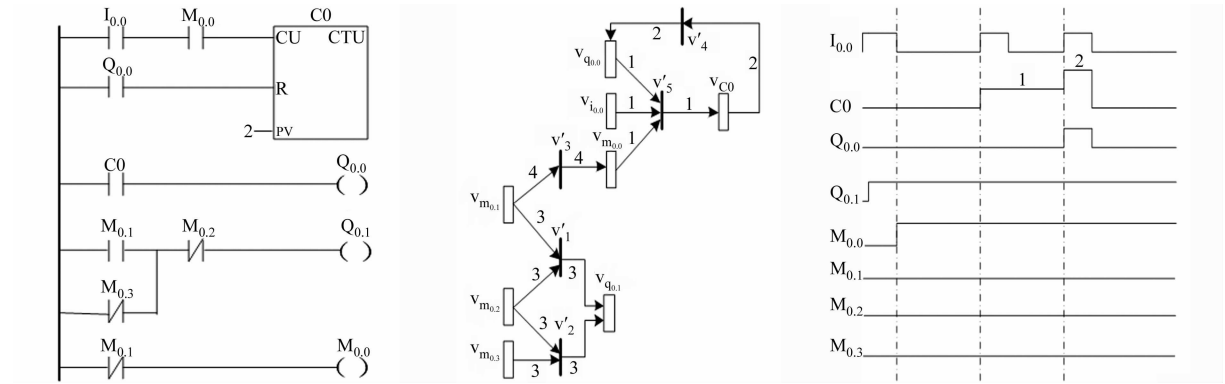 I0.0 M0.0 C0
CU CTU
Q0.0
R
2 PV
C0 Q0.0
M0.1 M0.2 Q0.1
M0.3
M0.1 M0.0
2 v'4
vq0.0 1 2
v'5 vC0
vi0.0 1 1
vm0.0
1
v'3
4 4
vm0.1
3
v'1
3 3
vm0.2 vq0.1
3 v'2
vm0.3
3 3
I0.0
1 2
C0
Q0.0
Q0.1
M0.0
M0.1
M0.2
M0.3